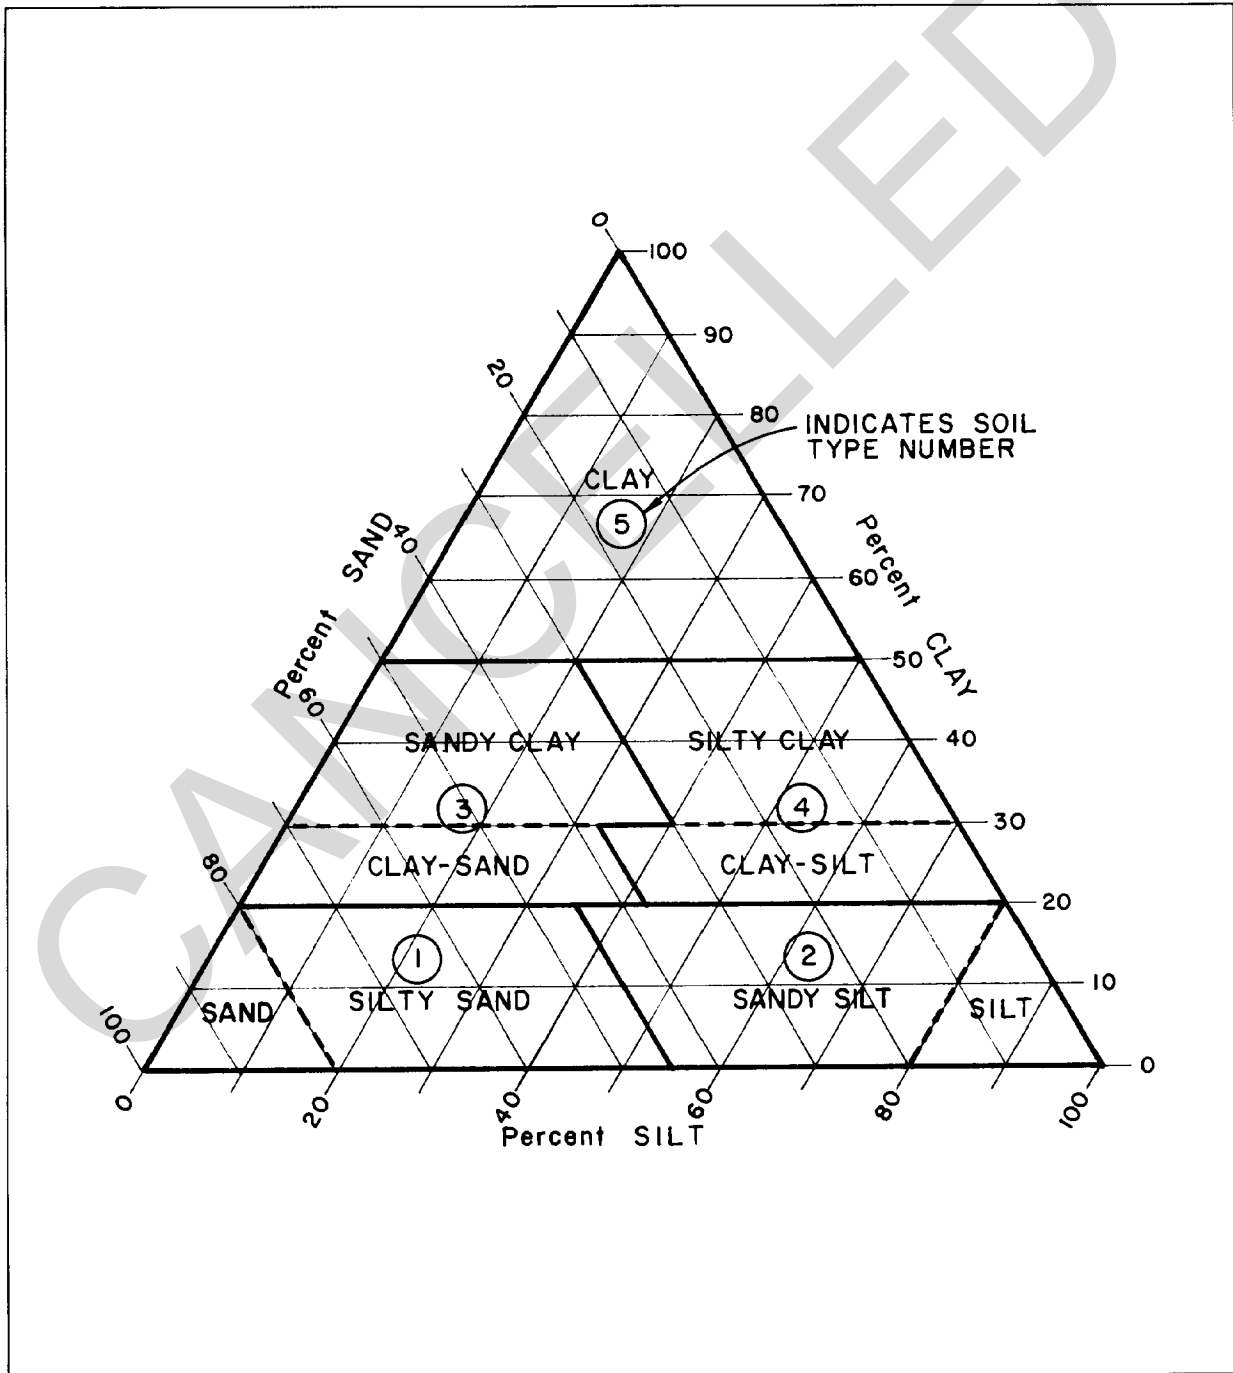 CANCELLED
0
100
90
20
80
INDICATES SOIL
TYPE NUMBER
CLAY
70
5
40
60
Percent SAND
Percent CLAY
50
60
SANDY CLAY
SILTY CLAY
40
3
4
30
CLAY-SAND
CLAY-SILT
80
20
1
2
SILTY SAND
SANDY SILT
10
SAND
SILT
100
0
0
20
40
60
80
100
Percent SILT